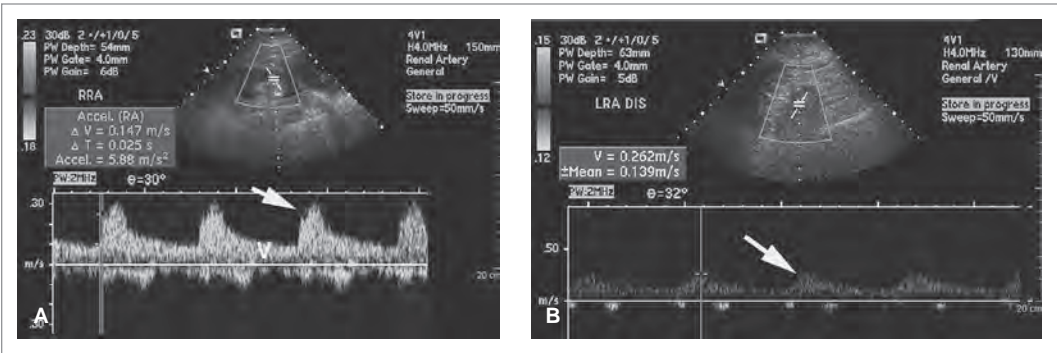 .23
30dB 2 •/+1/0/ 5
PW Depth= 54mm
PW Gate= 4.0mm
PW Gain= 6dB
RRA
Accel. (RA)
Δ V = 0.147 m/s
Δ T = 0.025 s
Accel. = 5.88 m/s²
.18
4V1
H4.0MHz 150mm
Renal Artery
General
Store in progress
Sweep=50mm/s
PW:2MHz
θ=30°
.30
V
m/s
20 cm
.30
A
.15
30dB 2 •/+1/0/ 5
PW Depth= 63mm
PW Gate= 4.0mm
PW Gain= 5dB
LRA DIS
.12
V = 0.262m/s
±Mean = 0.139m/s
4V1
H4.0MHz 130mm
Renal Artery
General /V
Store in progress
Sweep=50mm/s
PW:2MHz
θ=32°
.50
m/s
20 cm
B